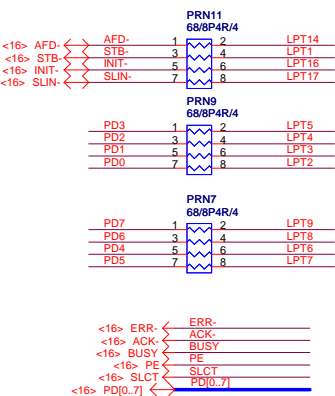 PRN11
68/8P4R/4
<16> AFD- AFD- 1 2 LPT14
<16> STB- STB- 3 4 LPT1
<16> INIT- INIT- 5 6 LPT16
<16> SLIN- SLIN- 7 8 LPT17
PRN9
68/8P4R/4
PD3 1 2 LPT5
PD2 3 4 LPT4
PD1 5 6 LPT3
PD0 7 8 LPT2
PRN7
68/8P4R/4
PD7 1 2 LPT9
PD6 3 4 LPT8
PD4 5 6 LPT6
PD5 7 8 LPT7
<16> ERR- ERR-
<16> ACK- ACK-
<16> BUSY BUSY
<16> PE PE
<16> SLCT SLCT
<16> PD[0..7] PD[0..7]